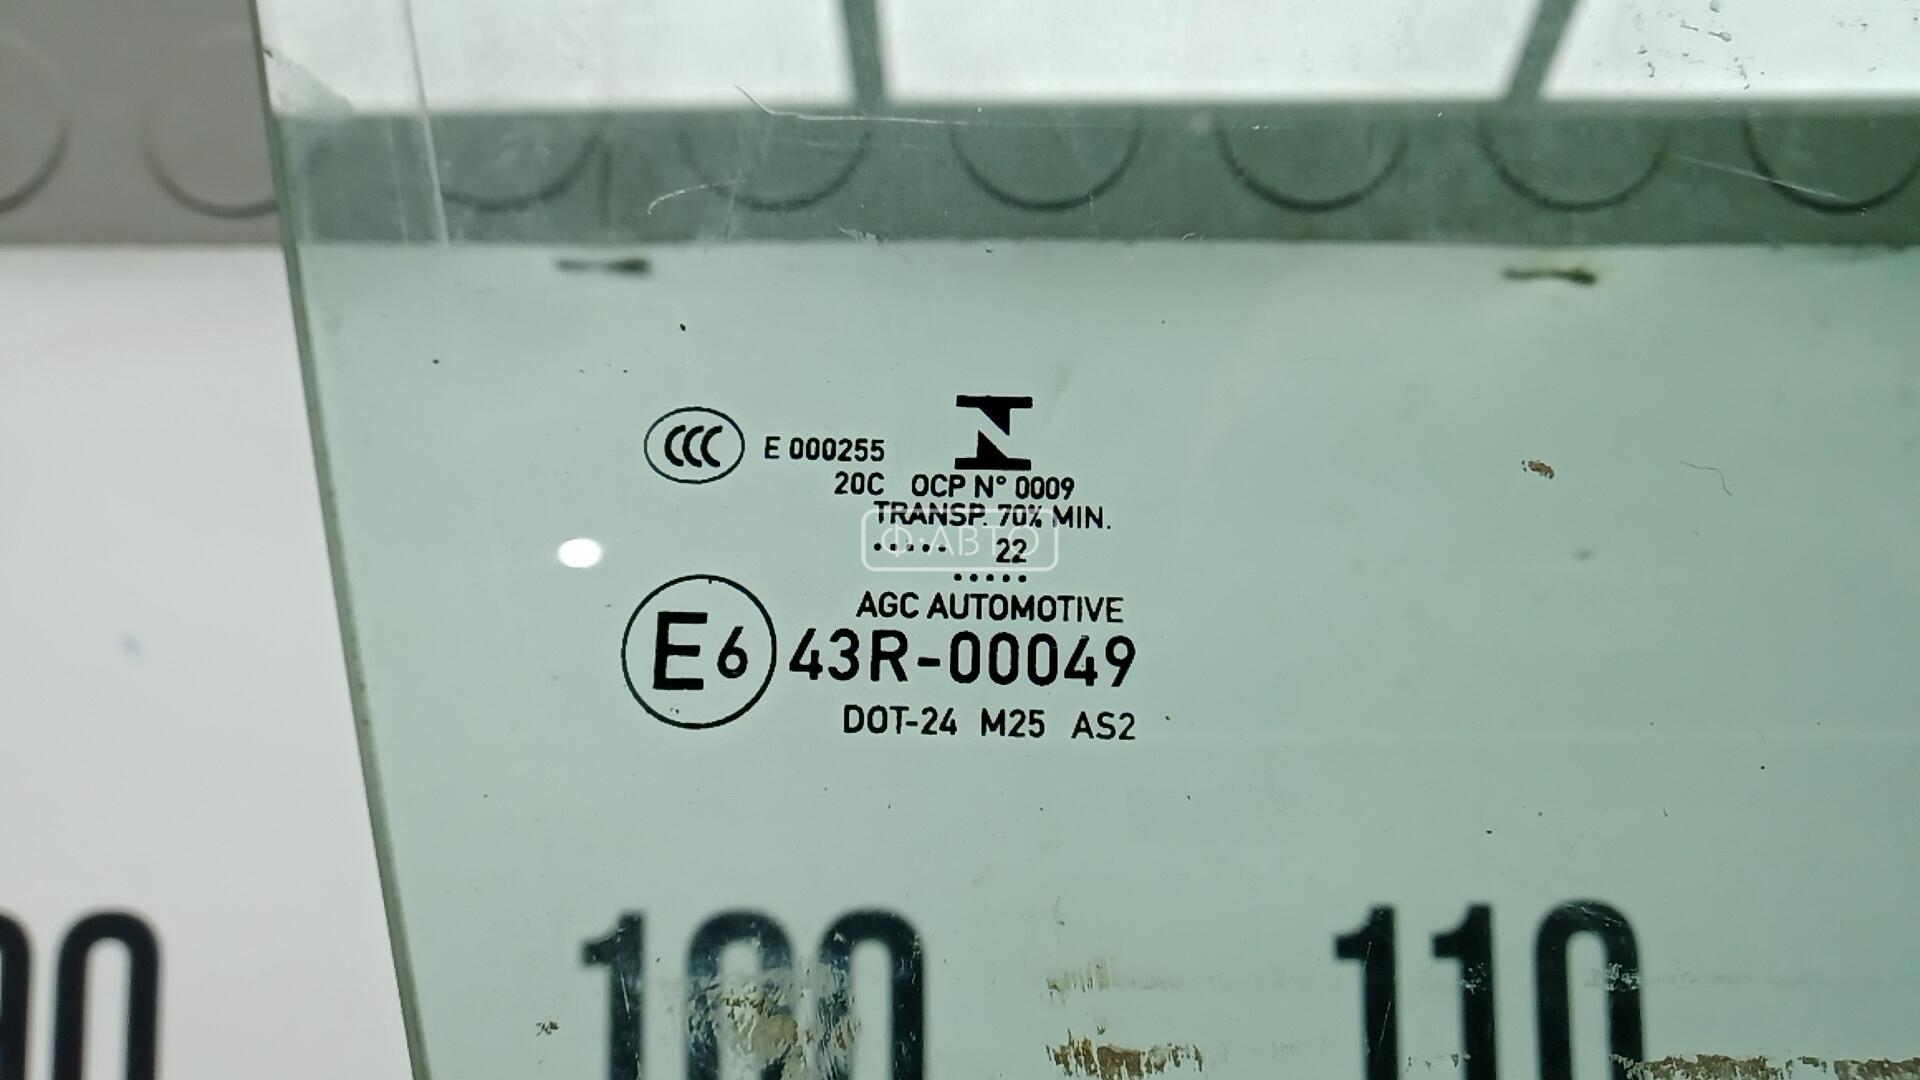 CCC E 000255
20C OCP N° 0009
TRANSP. 70% MIN.
..... 22
.....
Ф·АВТО
AGC AUTOMOTIVE
E6 43R-00049
DOT-24 M25 AS2
100 110